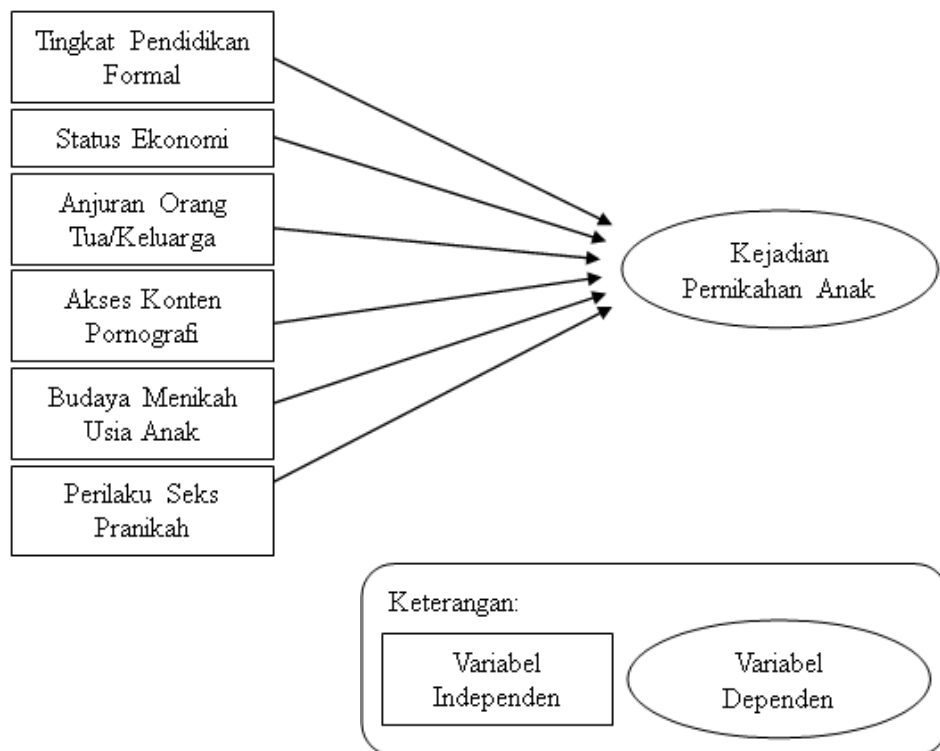 Tingkat Pendidikan
Formal
Status Ekonomi
Anjuran Orang
Tua/Keluarga
Akses Konten
Pornografi
Budaya Menikah
Usia Anak
Perilaku Seks
Pranikah
Kejadian
Pernikahan Anak
Keterangan:
Variabel
Independen
Variabel
Dependen